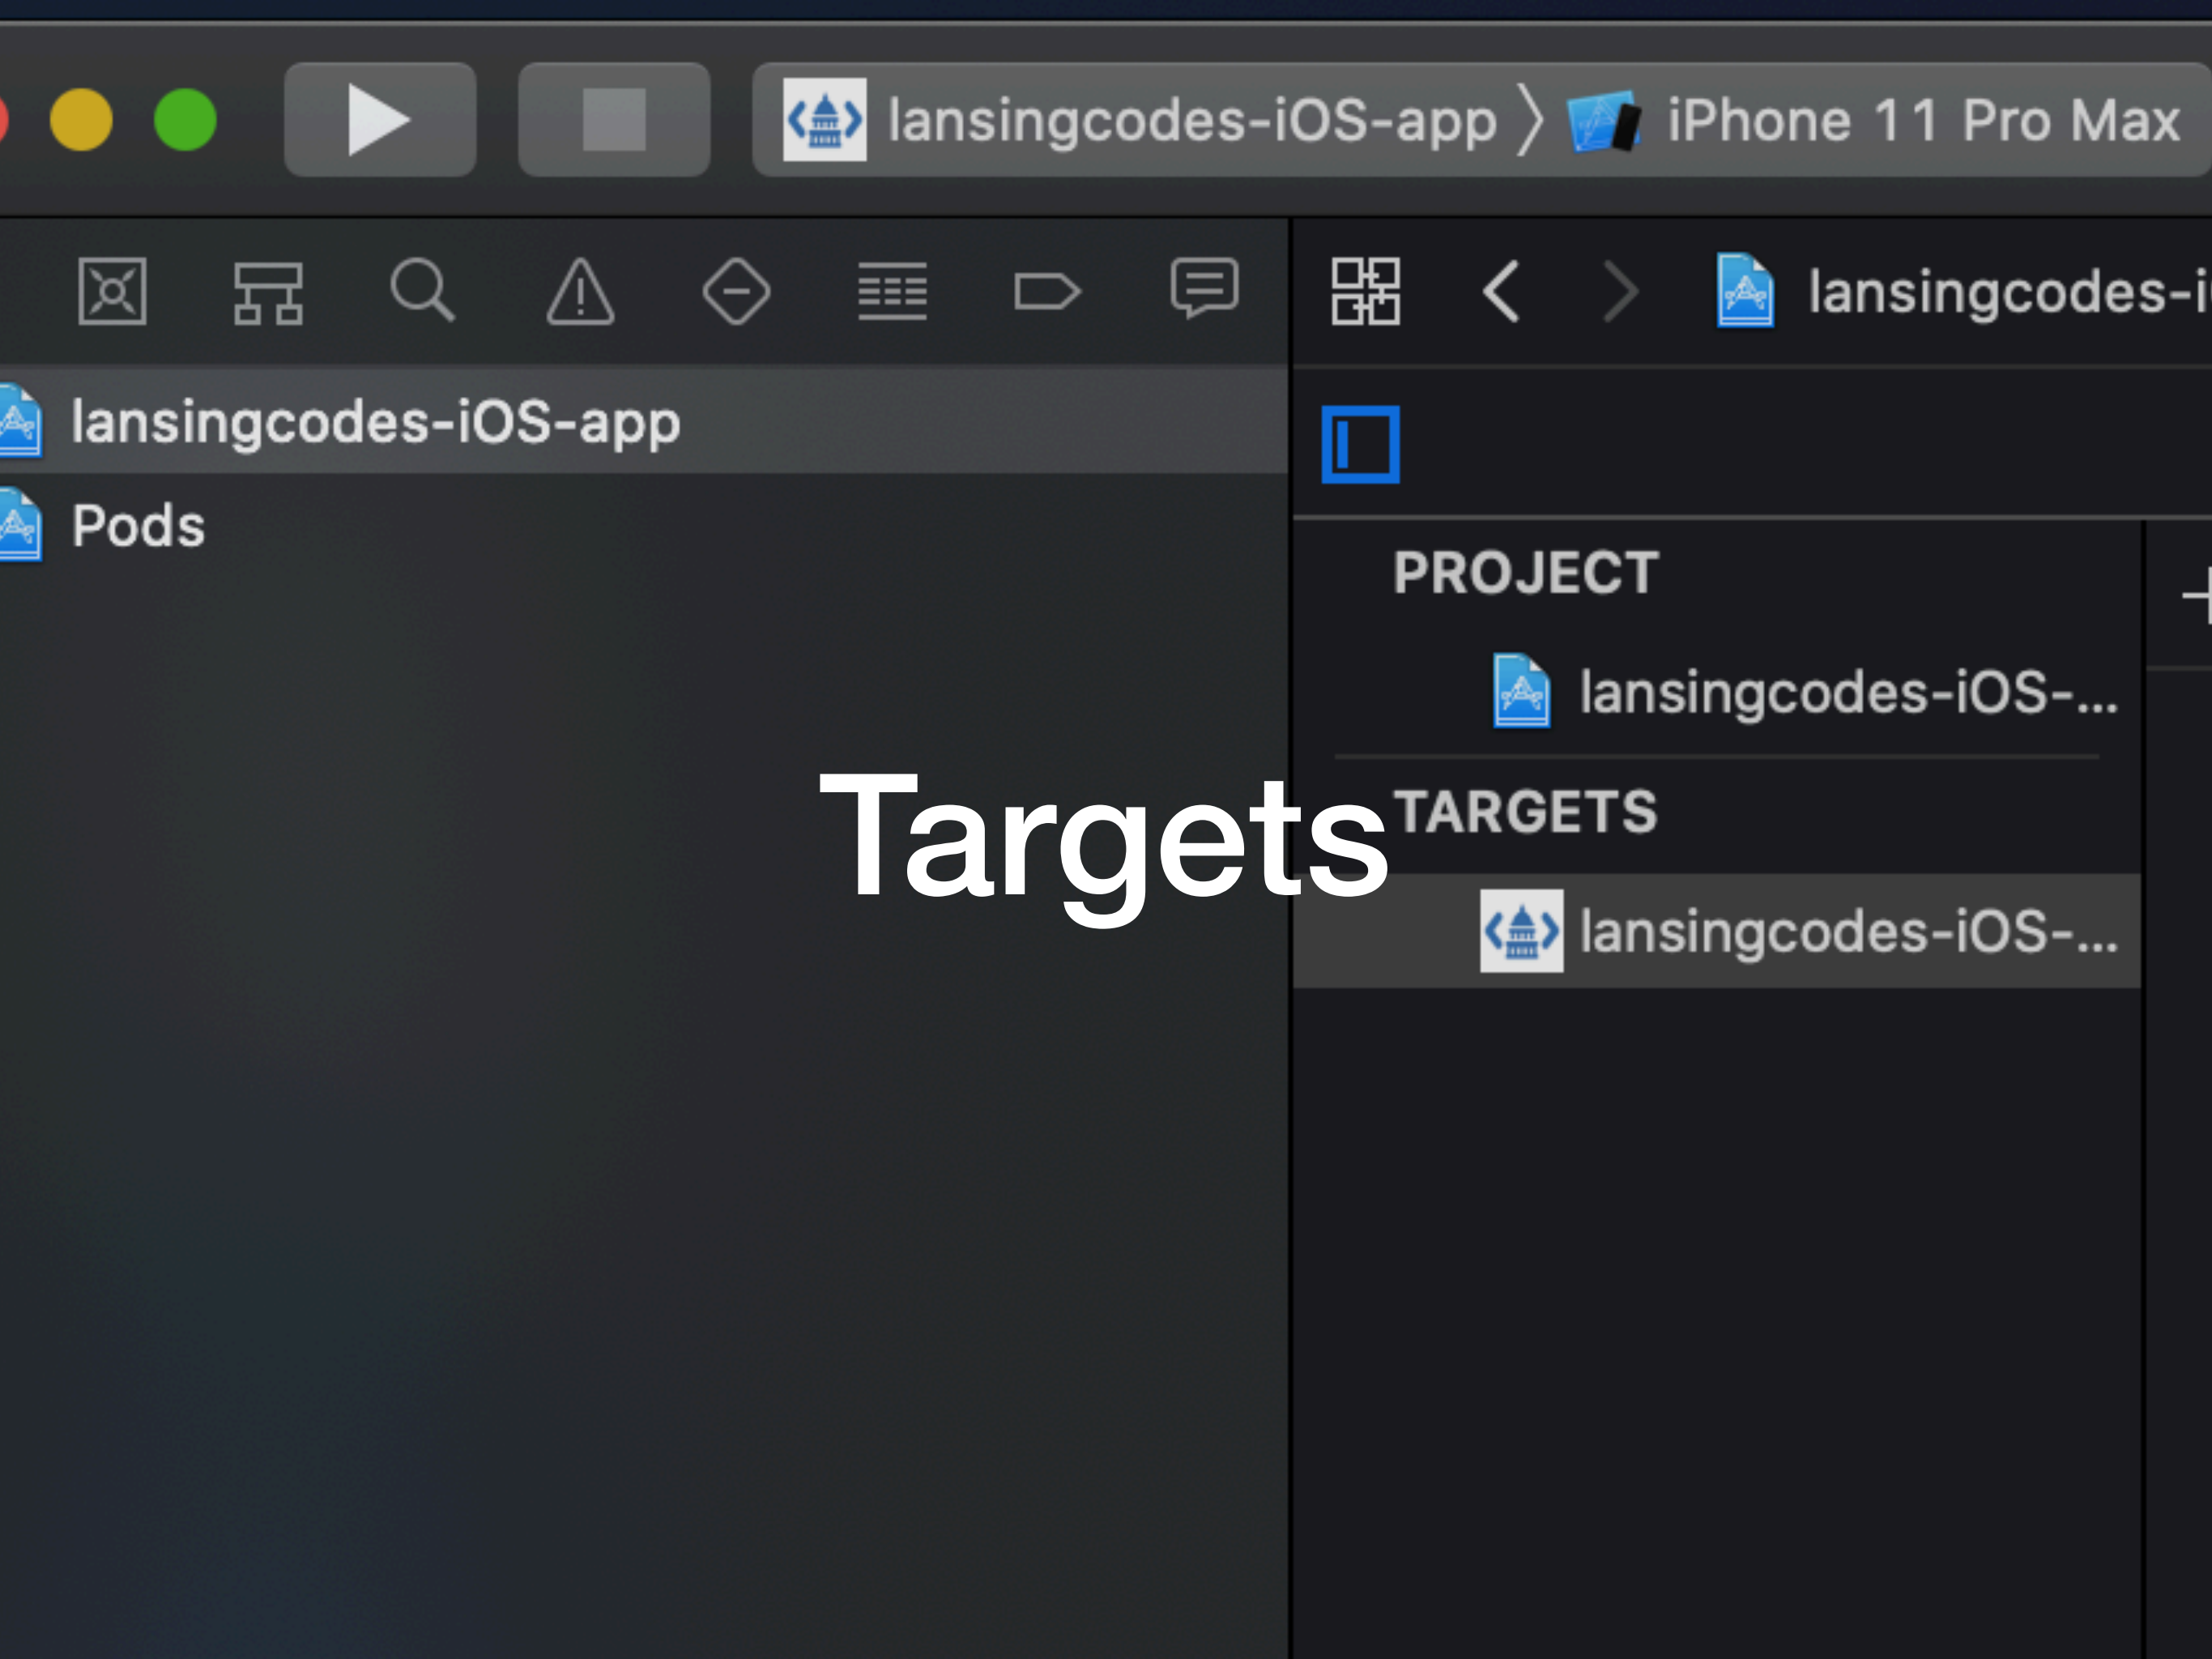 lansingcodes-iOS-app 〉 iPhone 11 Pro Max
lansingcodes-i
lansingcodes-iOS-app
Pods
PROJECT
lansingcodes-iOS-...
Targets
TARGETS
lansingcodes-iOS-...